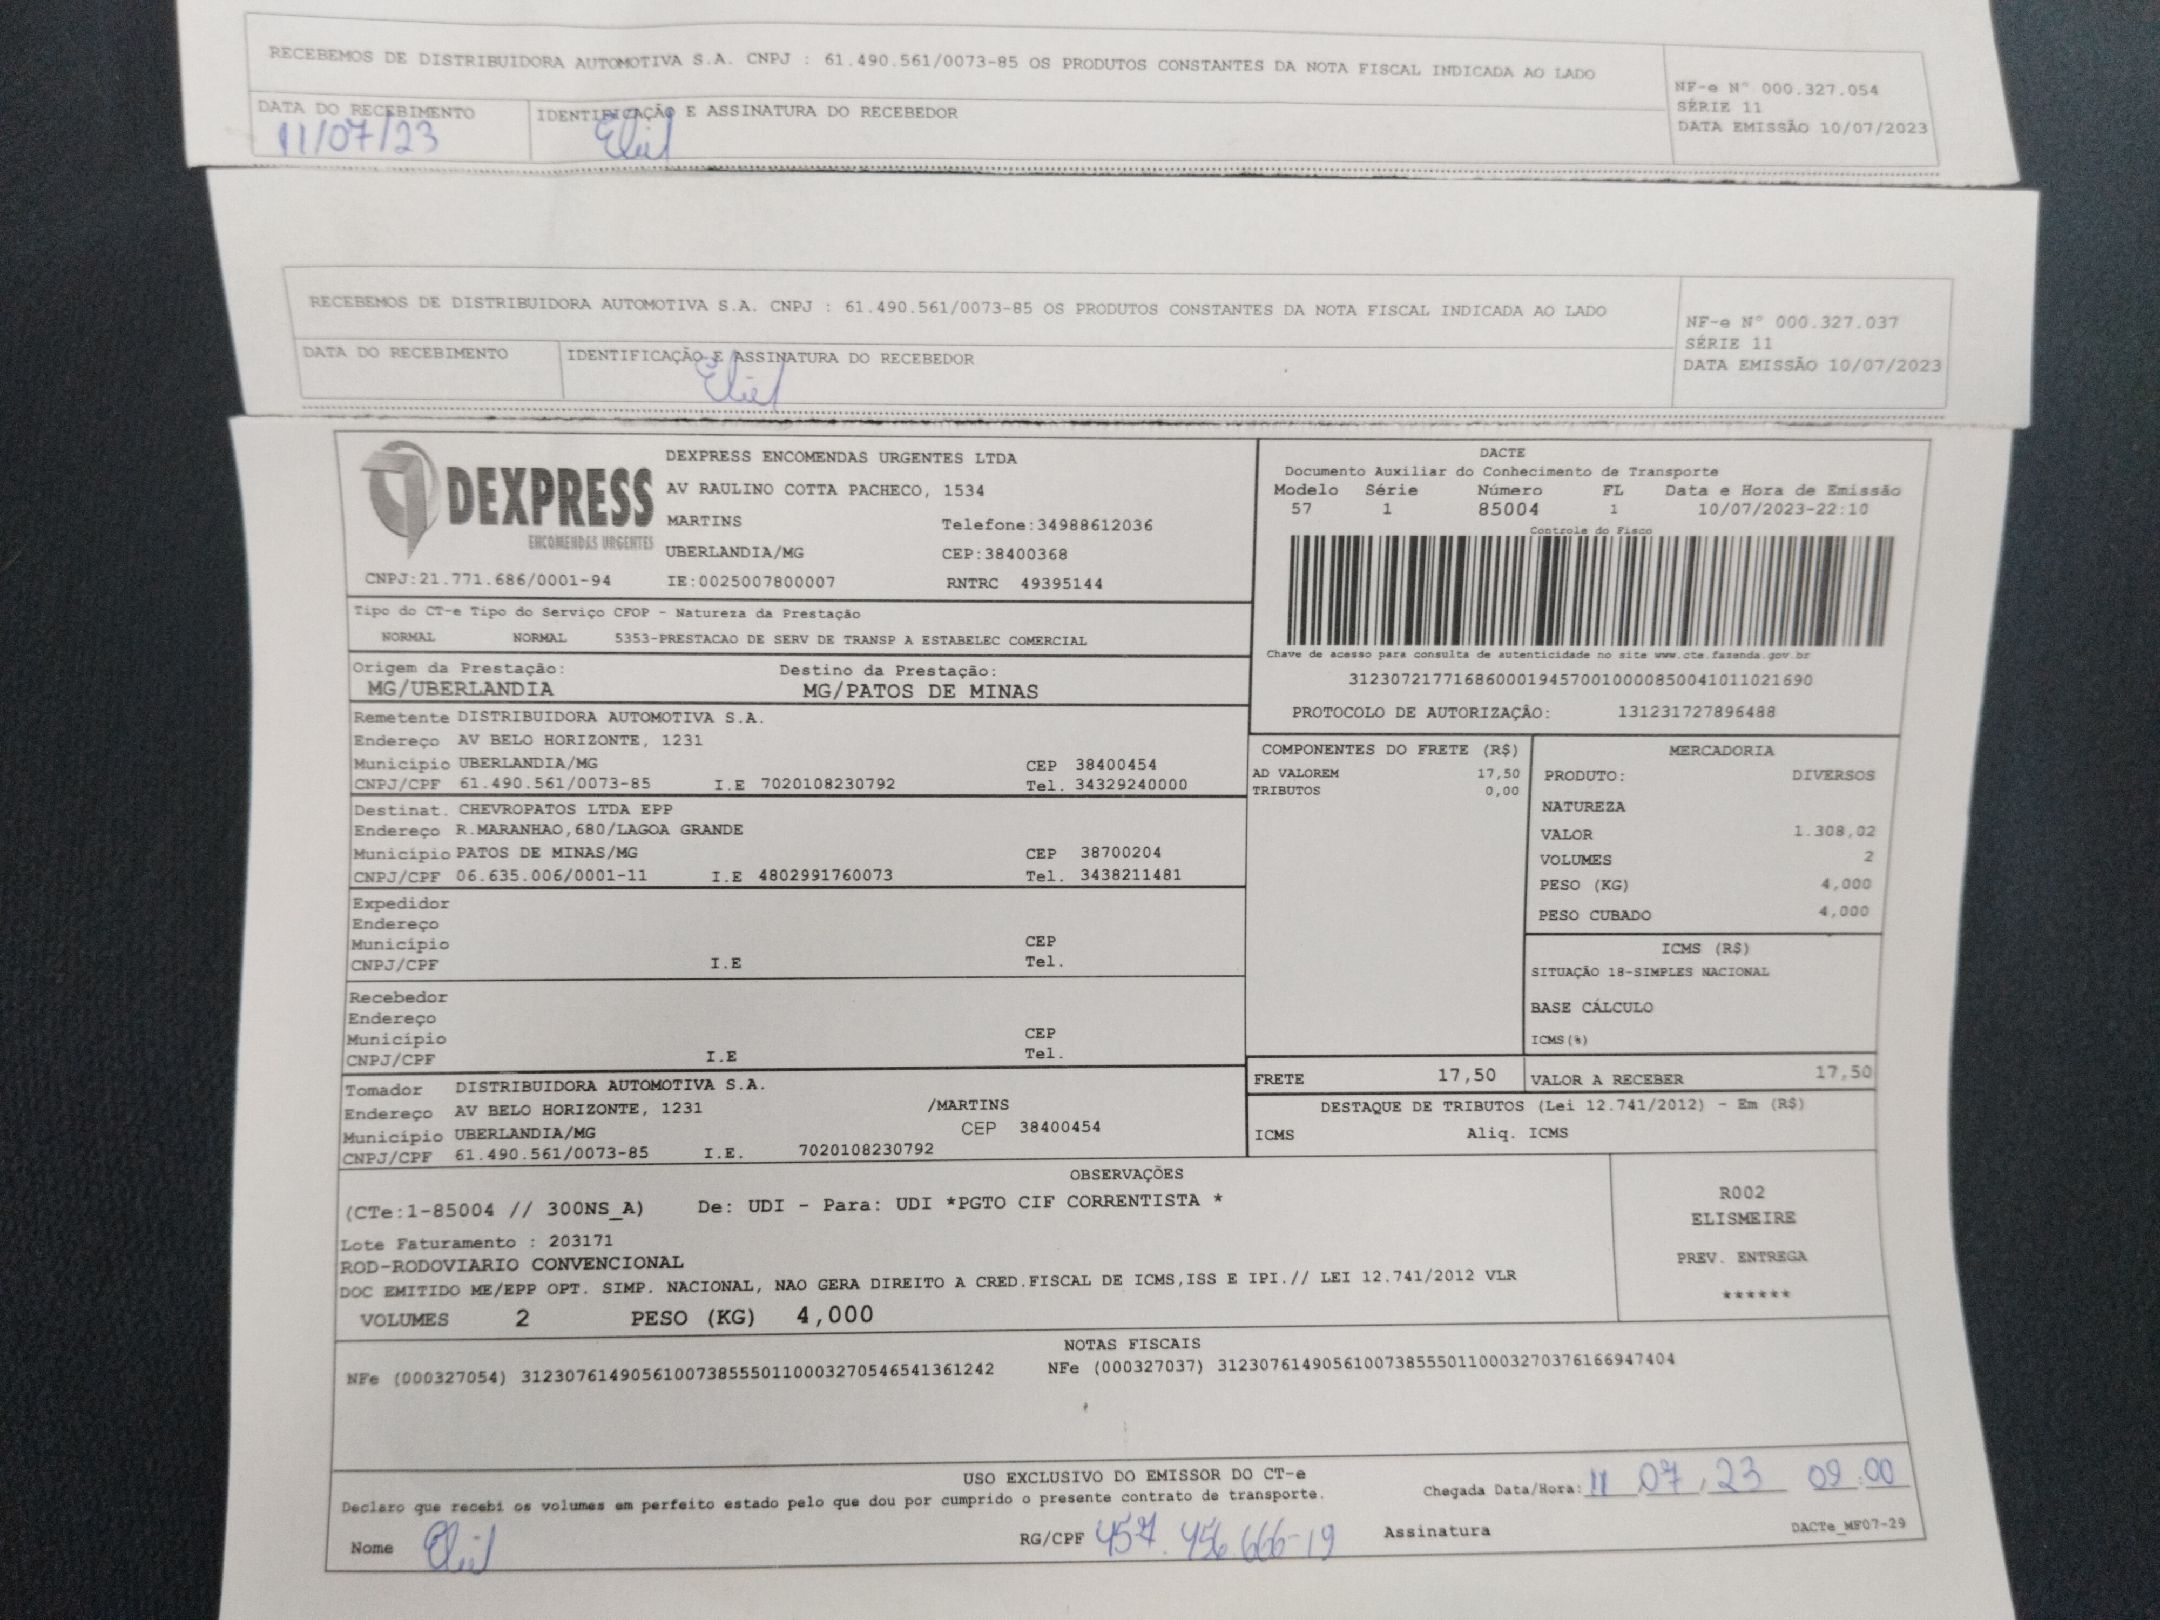 RECEBEMOS DE DISTRIBUIDORA AUTOMOTIVA S.A. CNPJ : 61.490.561/0073-85 OS PRODUTOS CONSTANTES DA NOTA FISCAL INDICADA AO LADO
NF-e Nº 000.327.054
SÉRIE 11
DATA EMISSÃO 10/07/2023
DATA DO RECEBIMENTO
IDENTIFICAÇÃO E ASSINATURA DO RECEBEDOR
11/07/23
Eliel
RECEBEMOS DE DISTRIBUIDORA AUTOMOTIVA S.A. CNPJ : 61.490.561/0073-85 OS PRODUTOS CONSTANTES DA NOTA FISCAL INDICADA AO LADO
NF-e Nº 000.327.037
SÉRIE 11
DATA EMISSÃO 10/07/2023
DATA DO RECEBIMENTO
IDENTIFICAÇÃO E ASSINATURA DO RECEBEDOR
Eliel
DEXPRESS
ENCOMENDAS URGENTES
DEXPRESS ENCOMENDAS URGENTES LTDA
AV RAULINO COTTA PACHECO, 1534
MARTINS Telefone:34988612036
UBERLANDIA/MG CEP:38400368
CNPJ:21.771.686/0001-94 IE:0025007800007 RNTRC 49395144
DACTE
Documento Auxiliar do Conhecimento de Transporte
Modelo Série Número FL Data e Hora de Emissão
57 1 85004 1 10/07/2023-22:10
Controle do Fisco
Chave de acesso para consulta de autenticidade no site www.cte.fazenda.gov.br
31230721771686000194570010000850041011021690
PROTOCOLO DE AUTORIZAÇÃO: 131231727896488
Tipo do CT-e Tipo do Serviço CFOP - Natureza da Prestação
NORMAL NORMAL 5353-PRESTACAO DE SERV DE TRANSP A ESTABELEC COMERCIAL
Origem da Prestação: Destino da Prestação:
MG/UBERLANDIA MG/PATOS DE MINAS
Remetente DISTRIBUIDORA AUTOMOTIVA S.A.
Endereço AV BELO HORIZONTE, 1231
Município UBERLANDIA/MG CEP 38400454
CNPJ/CPF 61.490.561/0073-85 I.E 7020108230792 Tel. 34329240000
Destinat. CHEVROPATOS LTDA EPP
Endereço R.MARANHAO,680/LAGOA GRANDE
Município PATOS DE MINAS/MG CEP 38700204
CNPJ/CPF 06.635.006/0001-11 I.E 4802991760073 Tel. 3438211481
Expedidor
Endereço
Município CEP
CNPJ/CPF I.E Tel.
Recebedor
Endereço
Município CEP
CNPJ/CPF I.E Tel.
Tomador DISTRIBUIDORA AUTOMOTIVA S.A.
Endereço AV BELO HORIZONTE, 1231 /MARTINS
Município UBERLANDIA/MG CEP 38400454
CNPJ/CPF 61.490.561/0073-85 I.E. 7020108230792
COMPONENTES DO FRETE (R$)
AD VALOREM 17,50
TRIBUTOS 0,00
MERCADORIA
PRODUTO: DIVERSOS
NATUREZA
VALOR 1.308,02
VOLUMES 2
PESO (KG) 4,000
PESO CUBADO 4,000
ICMS (R$)
SITUAÇÃO 18-SIMPLES NACIONAL
BASE CÁLCULO
ICMS(%)
FRETE 17,50 VALOR A RECEBER 17,50
DESTAQUE DE TRIBUTOS (Lei 12.741/2012) - Em (R$)
ICMS Aliq. ICMS
OBSERVAÇÕES
(CTe:1-85004 // 300NS_A) De: UDI - Para: UDI *PGTO CIF CORRENTISTA *
Lote Faturamento : 203171
ROD-RODOVIARIO CONVENCIONAL
DOC EMITIDO ME/EPP OPT. SIMP. NACIONAL, NAO GERA DIREITO A CRED.FISCAL DE ICMS,ISS E IPI.// LEI 12.741/2012 VLR
VOLUMES 2 PESO (KG) 4,000
R002
ELISMEIRE
PREV. ENTREGA
******
NOTAS FISCAIS
NFe (000327054) 31230761490561007385550110003270546541361242 NFe (000327037) 31230761490561007385550110003270376166947404
USO EXCLUSIVO DO EMISSOR DO CT-e
Declaro que recebi os volumes em perfeito estado pelo que dou por cumprido o presente contrato de transporte.
Chegada Data/Hora: 11 07 23 09:00
Nome Eliel RG/CPF 457.456.666-19 Assinatura
DACTe_MF07-29